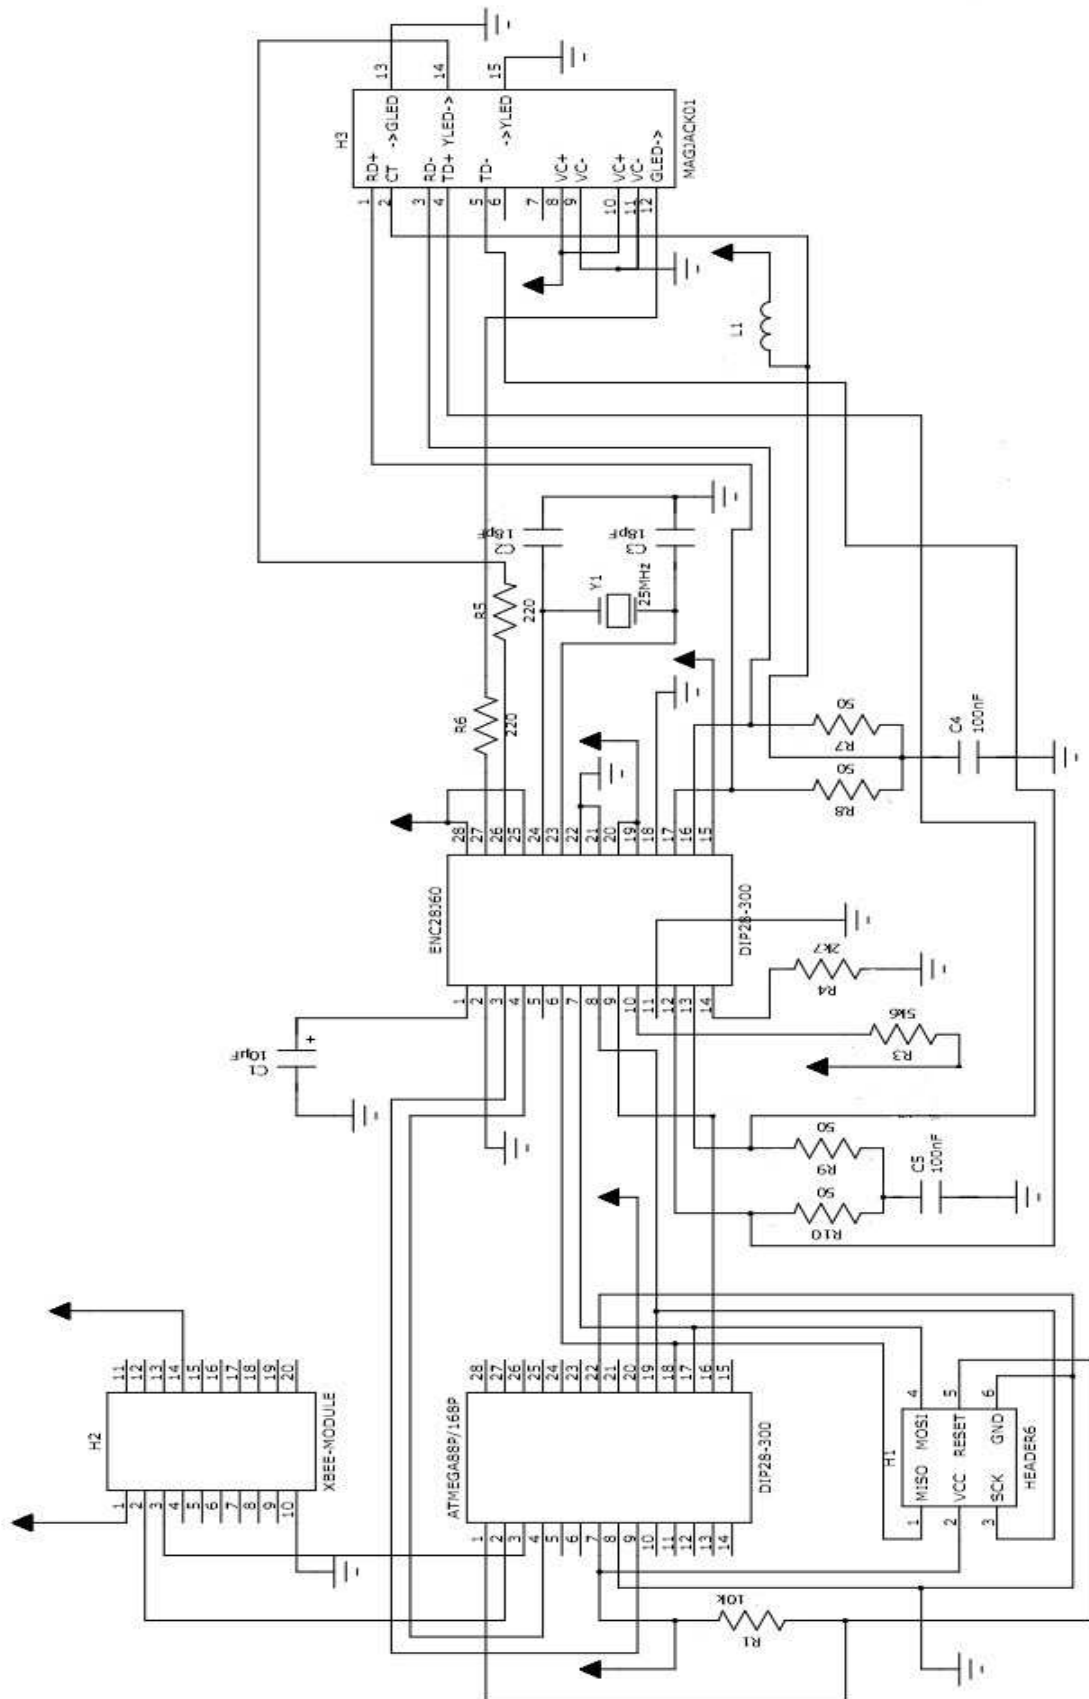 H3
MAGJACK01
13
14
15
->GLED
YLED->
->YLED
RD+
CT
RD-
TD+
TD-
VC+
VC-
VC+
VC-
GLED->
1
2
3
4
5
6
7
8
9
10
11
12
L1
C2
18pF
C3
18pF
Y1
25MHz
R5
220
R6
220
R7
50
R8
50
C4
100nF
ENC28J60
DIP28-300
28
27
26
25
24
23
22
21
20
19
18
17
16
15
1
2
3
4
5
6
7
8
9
10
11
12
13
14
C1
10µF
+
R4
2k7
R3
5k6
R9
50
R10
50
C5
100nF
H2
XBEE-MODULE
11
12
13
14
15
16
17
18
19
20
1
2
3
4
5
6
7
8
9
10
ATMEGA88P/168P
DIP28-300
28
27
26
25
24
23
22
21
20
19
18
17
16
15
1
2
3
4
5
6
7
8
9
10
11
12
13
14
H1
HEADER6
4
5
6
MISO MOSI
VCC RESET
SCK GND
1
2
3
R1
10k